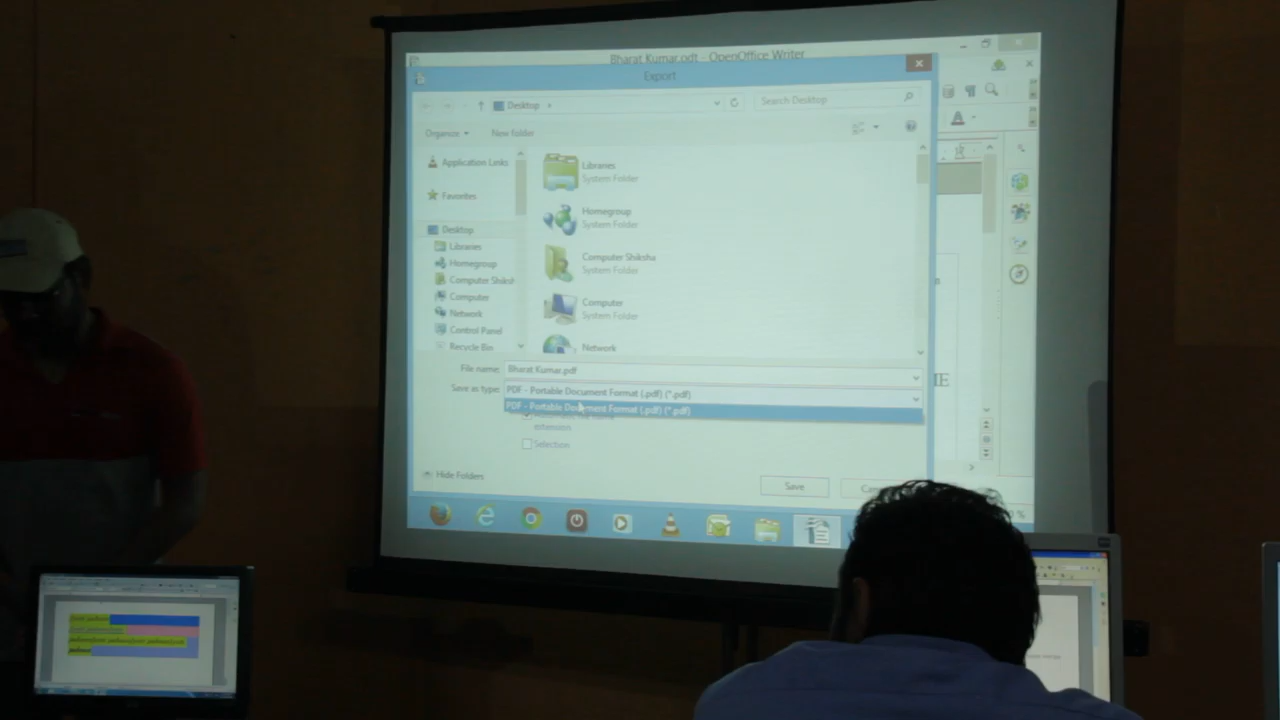 Bharat Kumar.odt - OpenOffice Writer
Export
Desktop
Search Desktop
Organize
New folder
Application Links
Favorites
Desktop
Libraries
Homegroup
Computer Shiksh
Computer
Network
Control Panel
Recycle Bin
Libraries
System Folder
Homegroup
System Folder
Computer Shiksha
System Folder
Computer
System Folder
Network
File name:
Bharat Kumar.pdf
Save as type:
PDF - Portable Document Format (.pdf) (*.pdf)
PDF - Portable Document Format (.pdf) (*.pdf)
extension
Selection
Hide Folders
Save